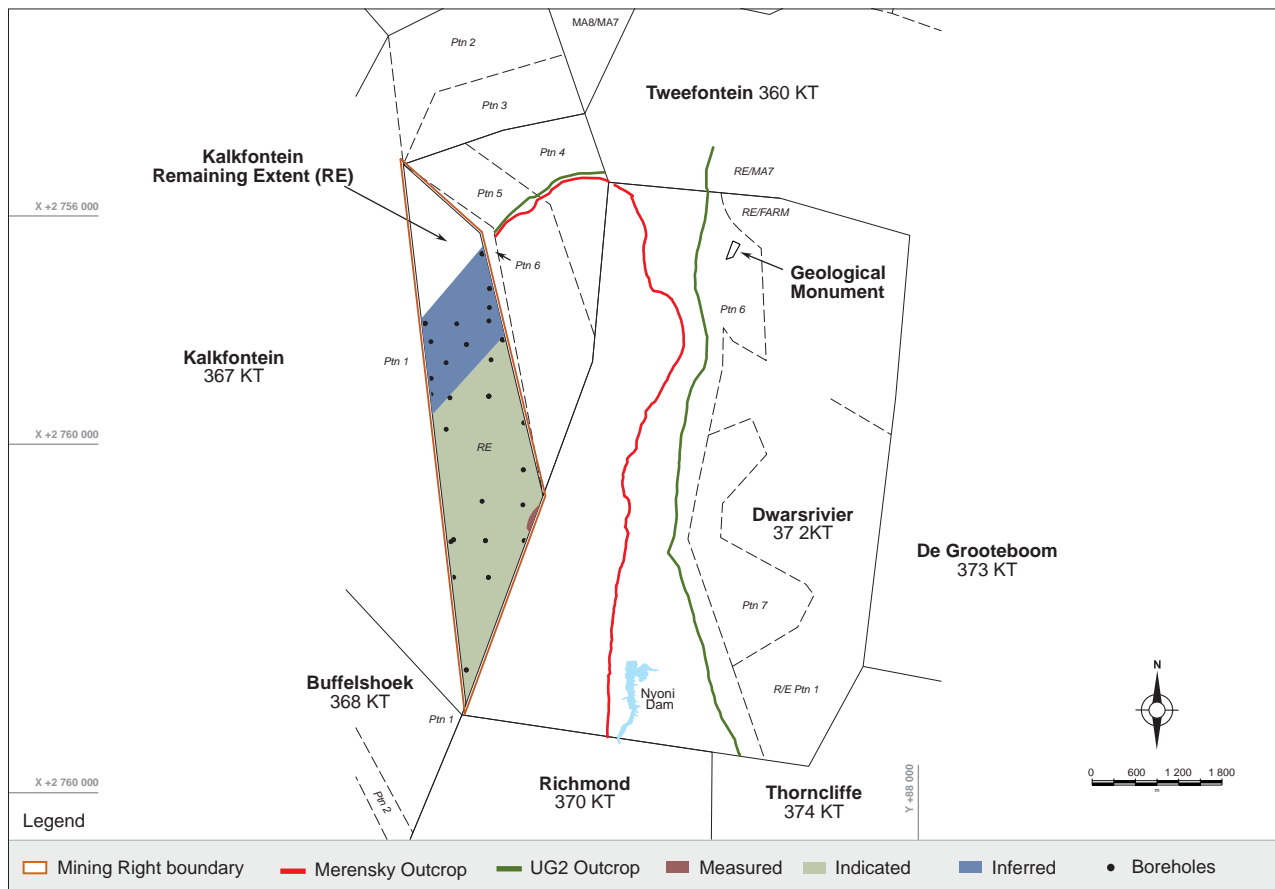 Ptn 2
MA8/MA7
Tweefontein 360 KT
Ptn 3
Kalkfontein
Remaining Extent (RE)
Ptn 4
RE/MA7
Ptn 5
X +2 756 000
RE/FARM
Ptn 6
Geological
Monument
Ptn 6
Kalkfontein
367 KT
Ptn 1
X +2 760 000
RE
Dwarsrivier
37 2KT
De Grooteboom
373 KT
Ptn 7
Buffelshoek
368 KT
Nyoni
Dam
R/E Ptn 1
Ptn 1
N
X +2 760 000
Ptn 2
Richmond
370 KT
Thorncliffe
374 KT
Y +88 000
0 600 1 200 1 800
m
Legend
Mining Right boundary Merensky Outcrop UG2 Outcrop Measured Indicated Inferred Boreholes